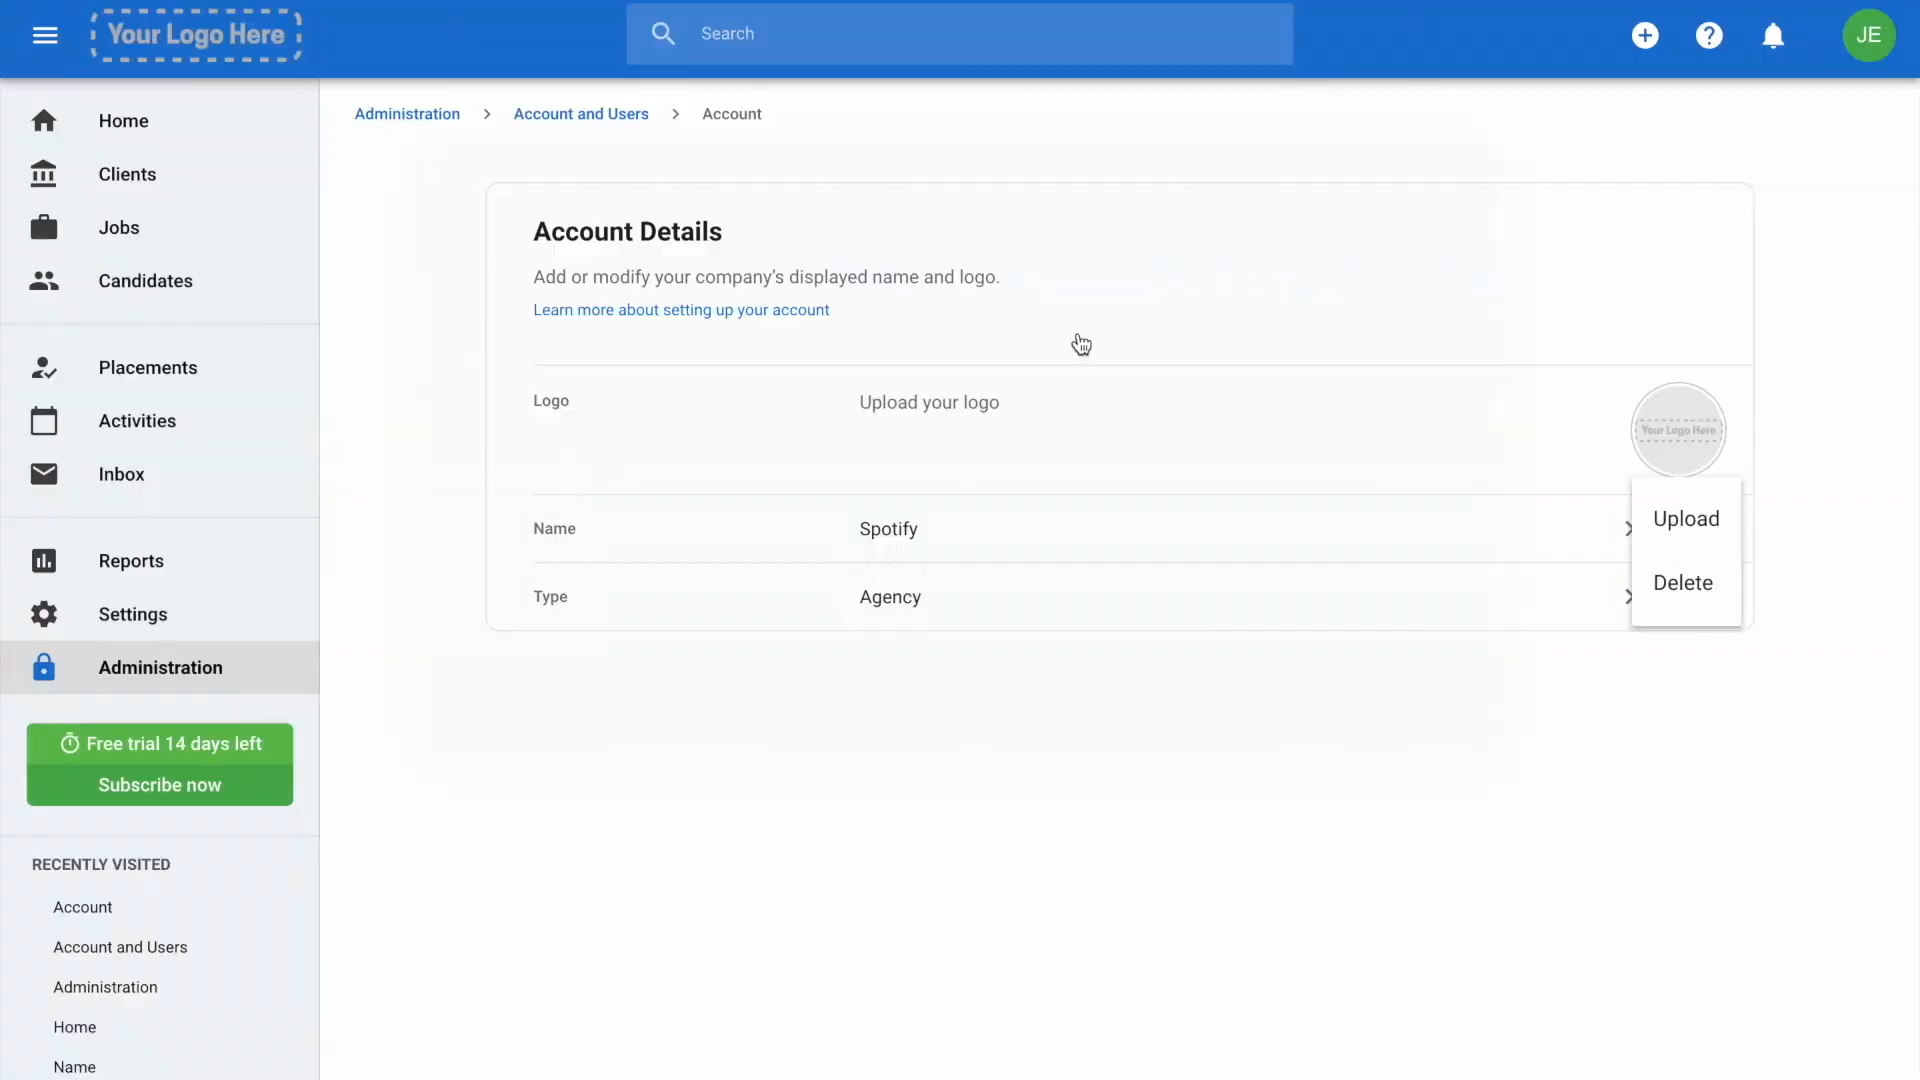 Your Logo Here
Search
JE
Home
Clients
Jobs
Candidates
Placements
Activities
Inbox
Reports
Settings
Administration
Free trial 14 days left
Subscribe now
RECENTLY VISITED
Account
Account and Users
Administration
Home
Name
Administration > Account and Users > Account
Account Details
Add or modify your company’s displayed name and logo.
Learn more about setting up your account
Logo Upload your logo
Your Logo Here
Name Spotify
Type Agency
Upload
Delete